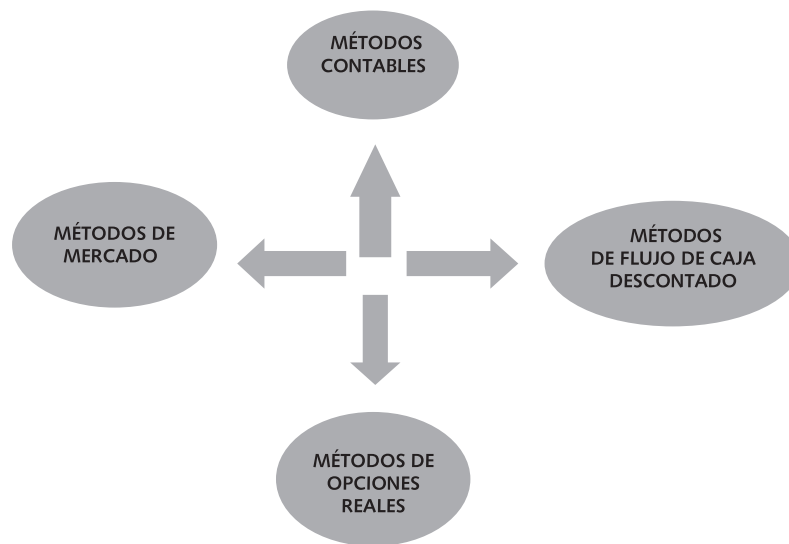 MÉTODOS
CONTABLES
MÉTODOS DE
MERCADO
MÉTODOS
DE FLUJO DE CAJA
DESCONTADO
MÉTODOS DE
OPCIONES
REALES